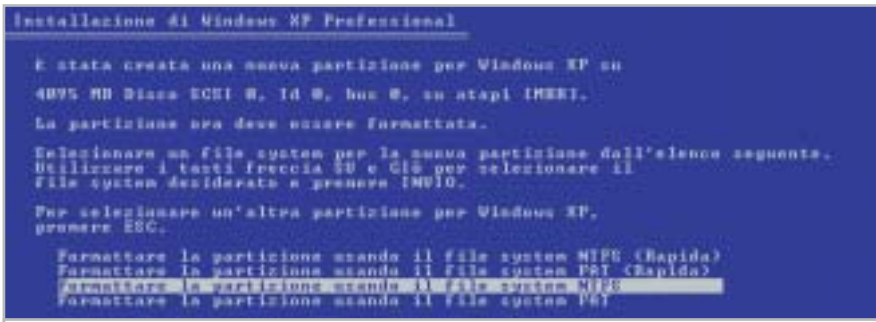 Installazione di Windows XP Professional
È stata creata una nuova partizione per Windows XP su
4095 MB Disco SCSI 0, Id 0, bus 0, su atapi [MBR].
La partizione ora deve essere formattata.
Selezionare un file system per la nuova partizione dall'elenco seguente.
Utilizzare i tasti freccia SU e GIÙ per selezionare il
file system desiderato e premere INVIO.
Per selezionare un'altra partizione per Windows XP,
premere ESC.
Formattare la partizione usando il file system NTFS (Rapida)
Formattare la partizione usando il file system FAT (Rapida)
Formattare la partizione usando il file system NTFS
Formattare la partizione usando il file system FAT